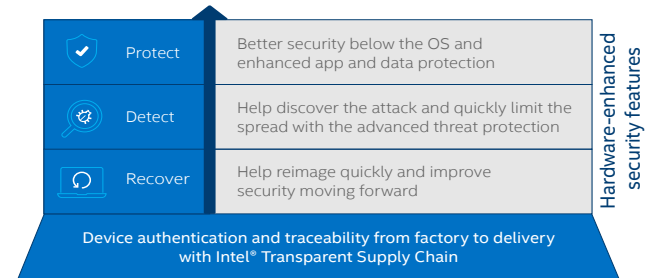 Protect
Better security below the OS and
enhanced app and data protection
Detect
Help discover the attack and quickly limit the
spread with the advanced threat protection
Recover
Help reimage quickly and improve
security moving forward
Hardware-enhanced
security features
Device authentication and traceability from factory to delivery
with Intel® Transparent Supply Chain